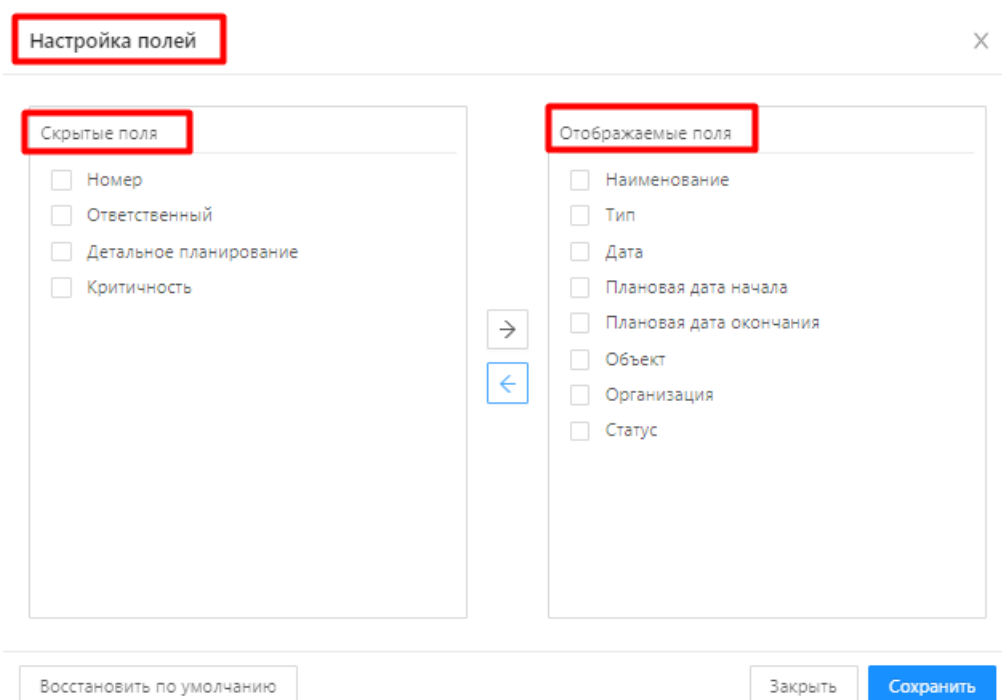 Настройка полей
Скрытые поля
Номер
Ответственный
Детальное планирование
Критичность
Отображаемые поля
Наименование
Тип
Дата
Плановая дата начала
Плановая дата окончания
Объект
Организация
Статус
Восстановить по умолчанию
Закрыть
Сохранить